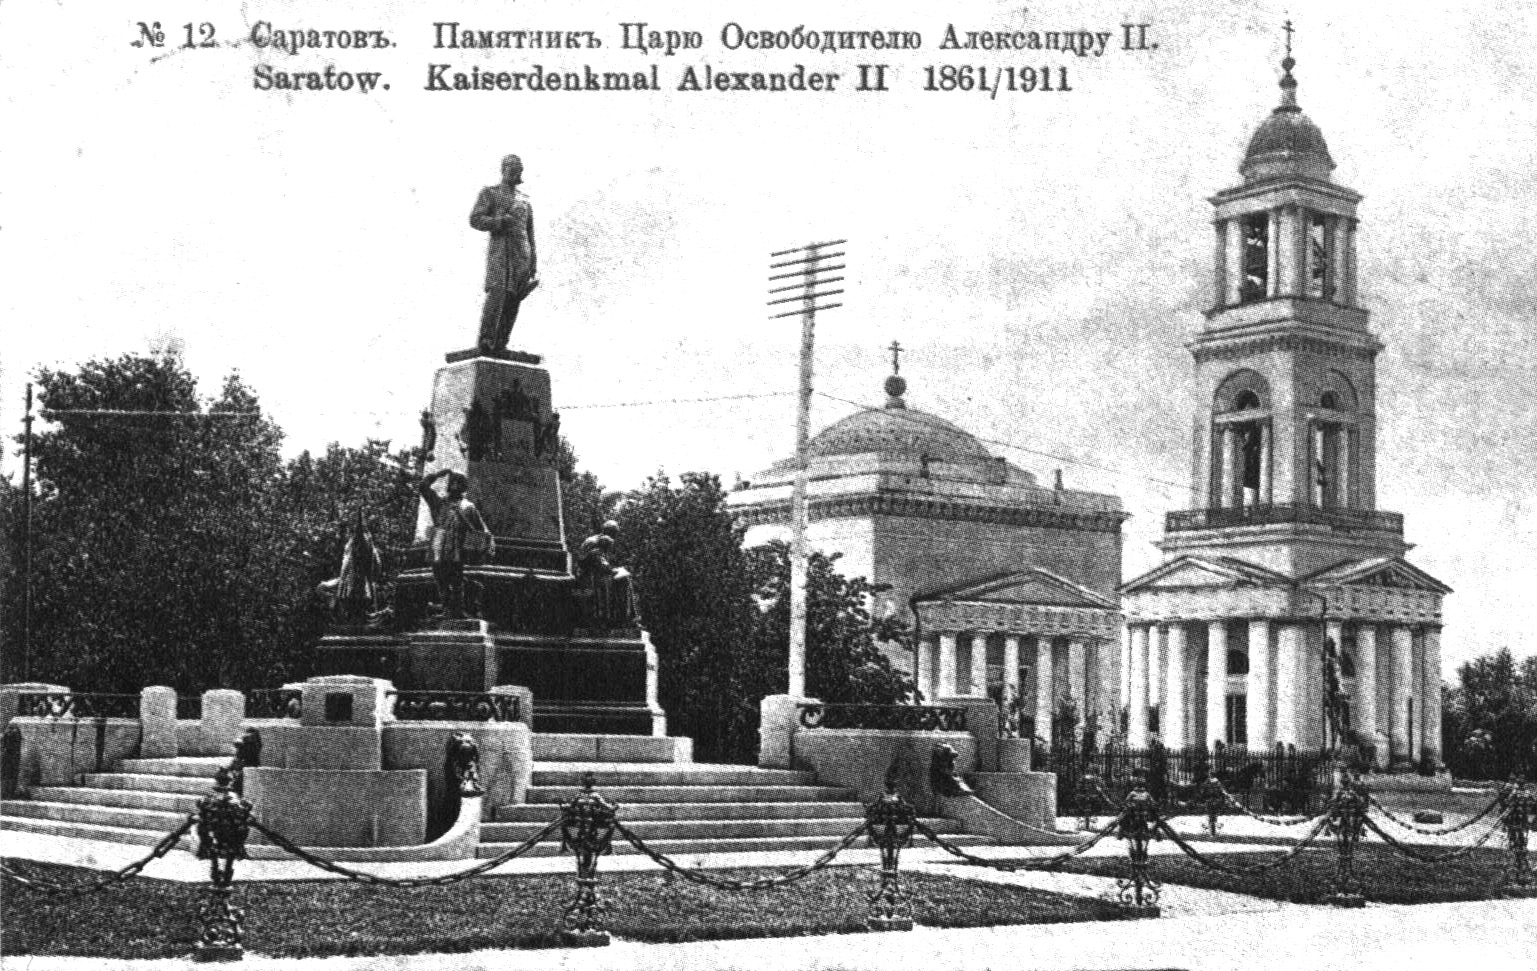 № 12. Саратовъ. Памятникъ Царю Освободителю Александру II.
Saratow. Kaiserdenkmal Alexander II 1861/1911